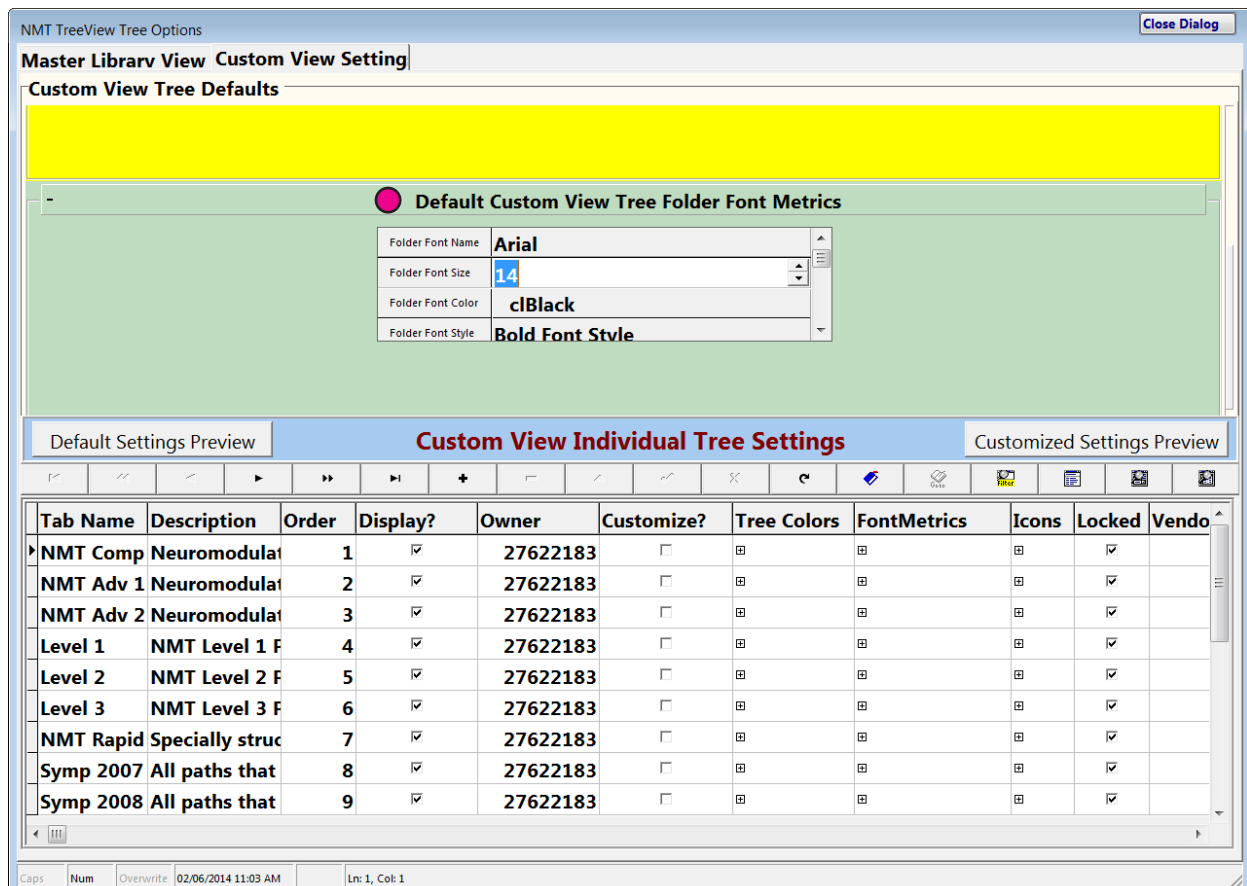 NMT TreeView Tree Options
Close Dialog
Master Library View Custom View Setting
Custom View Tree Defaults
- Default Custom View Tree Folder Font Metrics
Folder Font Name Arial
Folder Font Size 14
Folder Font Color clBlack
Folder Font Style Bold Font Style
Default Settings Preview Custom View Individual Tree Settings Customized Settings Preview
Filter
Tab Name Description Order Display? Owner Customize? Tree Colors FontMetrics Icons Locked Vendo
NMT Comp Neuromodulat 1 27622183
NMT Adv 1 Neuromodulat 2 27622183
NMT Adv 2 Neuromodulat 3 27622183
Level 1 NMT Level 1 P 4 27622183
Level 2 NMT Level 2 P 5 27622183
Level 3 NMT Level 3 P 6 27622183
NMT Rapid Specially struc 7 27622183
Symp 2007 All paths that 8 27622183
Symp 2008 All paths that 9 27622183
Caps Num Overwrite 02/06/2014 11:03 AM Ln: 1, Col: 1